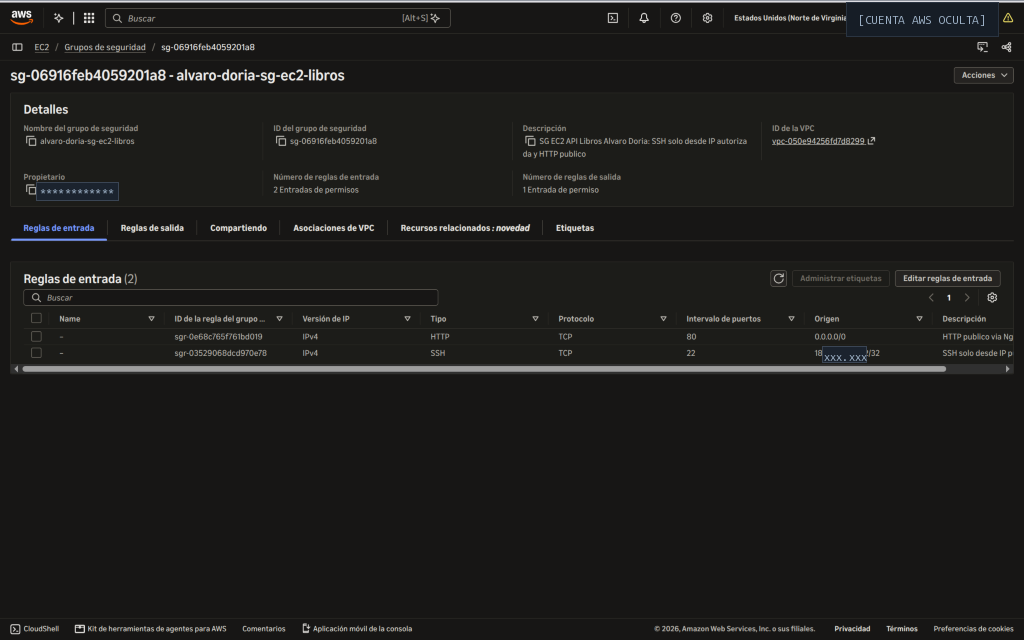 aws
Buscar
[Alt+S]
Estados Unidos (Norte de Virginia
[CUENTA AWS OCULTA]
EC2 / Grupos de seguridad / sg-06916feb4059201a8
sg-06916feb4059201a8 - alvaro-doria-sg-ec2-libros
Acciones
Detalles
Nombre del grupo de seguridad
alvaro-doria-sg-ec2-libros
ID del grupo de seguridad
sg-06916feb4059201a8
Descripción
SG EC2 API Libros Alvaro Doria: SSH solo desde IP autoriza
da y HTTP publico
ID de la VPC
vpc-050e94256fd7d8299
Propietario
************
Número de reglas de entrada
2 Entradas de permisos
Número de reglas de salida
1 Entrada de permiso
Reglas de entrada
Reglas de salida
Compartiendo
Asociaciones de VPC
Recursos relacionados : novedad
Etiquetas
Reglas de entrada (2)
Administrar etiquetas
Editar reglas de entrada
Buscar
1
Name ID de la regla del grupo ... Versión de IP Tipo Protocolo Intervalo de puertos Origen Descripción
– sgr-0e68c765f761bd019 IPv4 HTTP TCP 80 0.0.0.0/0 HTTP publico via Ng
– sgr-03529068dcd970e78 IPv4 SSH TCP 22 18 xxx.xxx /32 SSH solo desde IP p
CloudShell
Kit de herramientas de agentes para AWS
Comentarios
Aplicación móvil de la consola
© 2026, Amazon Web Services, Inc. o sus filiales.
Privacidad
Términos
Preferencias de cookies